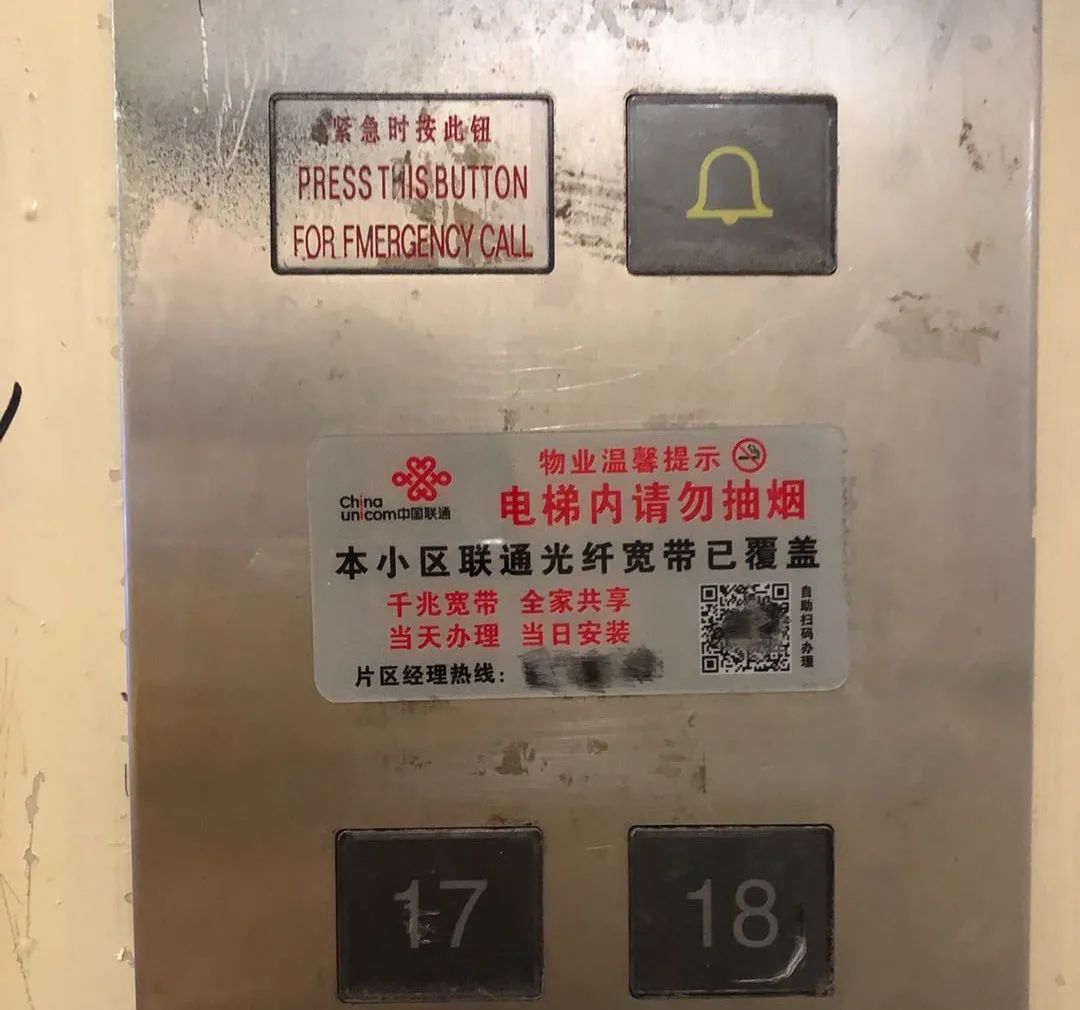 紧急时按此钮
PRESS THIS BUTTON
FOR EMERGENCY CALL
China
unicom中国联通
物业温馨提示
电梯内请勿抽烟
本小区联通光纤宽带已覆盖
千兆宽带 全家共享
当天办理 当日安装
片区经理热线:
自助扫码办理
17
18